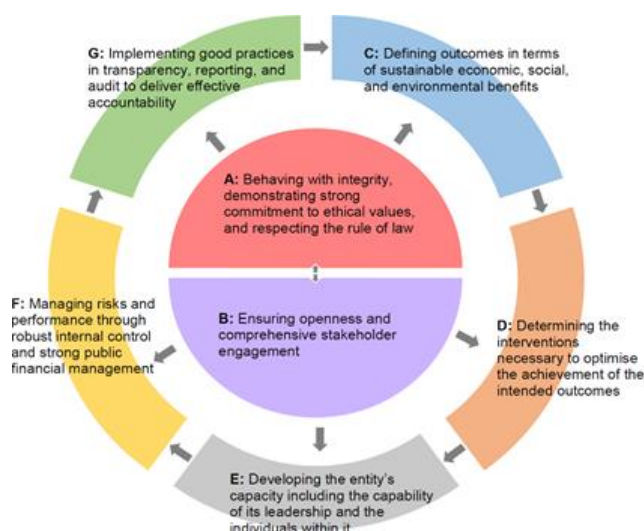 G: Implementing good practices
in transparency, reporting, and
audit to deliver effective
accountability
C: Defining outcomes in terms
of sustainable economic, social,
and environmental benefits
A: Behaving with integrity,
demonstrating strong
commitment to ethical values,
and respecting the rule of law
B: Ensuring openness and
comprehensive stakeholder
engagement
F: Managing risks and
performance through
robust internal control
and strong public
financial management
D: Determining the
interventions
necessary to optimise
the achievement of the
intended outcomes
E: Developing the entity's
capacity including the capability
of its leadership and the
individuals within it